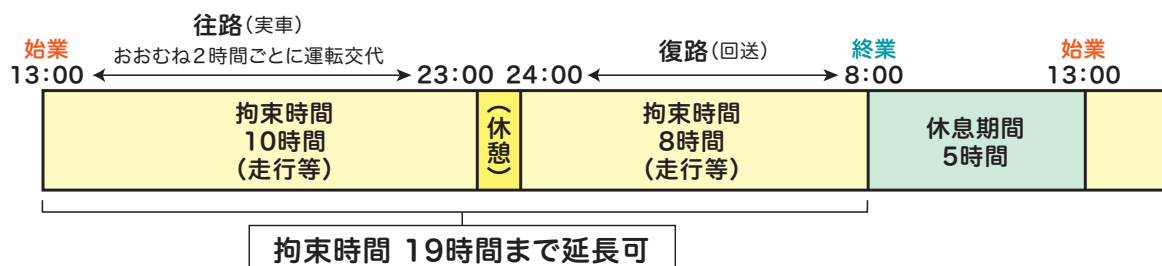 往路(実車)
おおむね2時間ごとに運転交代
復路(回送)
始業
13:00
23:00
24:00
終業
8:00
始業
13:00
拘束時間
10時間
(走行等)
(休憩)
拘束時間
8時間
(走行等)
休息期間
5時間
拘束時間 19時間まで延長可